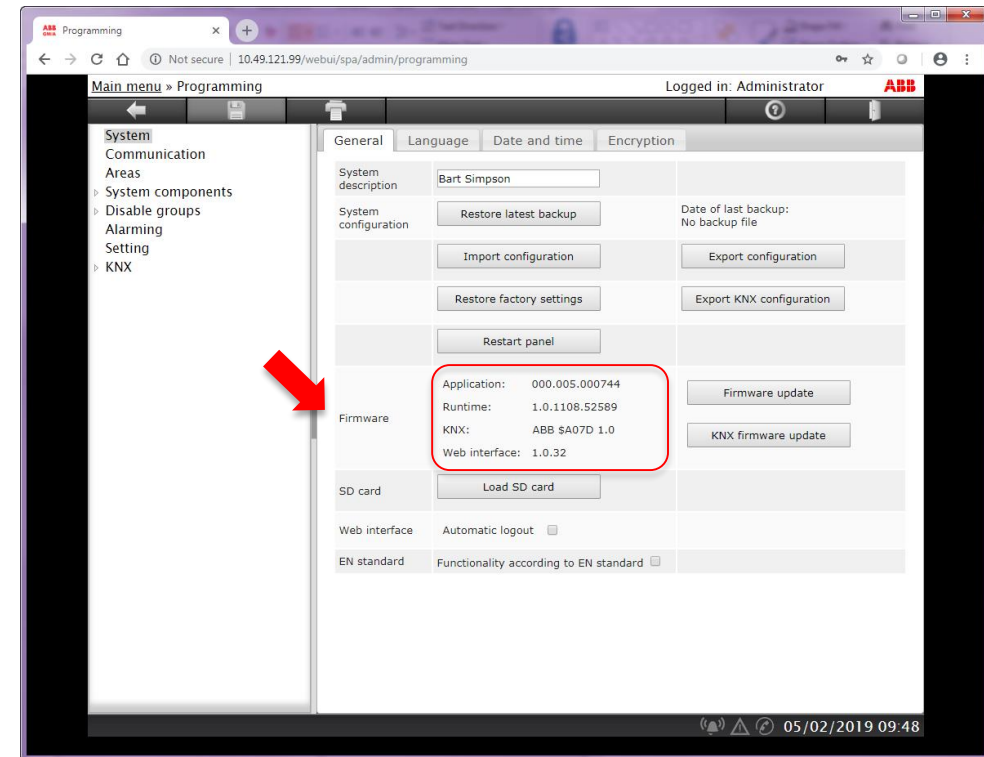 ABB
GMIA
Programming
Not secure | 10.49.121.99/webui/spa/admin/programming
Main menu » Programming
Logged in: Administrator
ABB
System
Communication
Areas
System components
Disable groups
Alarming
Setting
KNX
General
Language
Date and time
Encryption
System description
Bart Simpson
System configuration
Restore latest backup
Date of last backup:
No backup file
Import configuration
Export configuration
Restore factory settings
Export KNX configuration
Restart panel
Firmware
Application: 000.005.000744
Runtime: 1.0.1108.52589
KNX: ABB $A07D 1.0
Web interface: 1.0.32
Firmware update
KNX firmware update
SD card
Load SD card
Web interface
Automatic logout
EN standard
Functionality according to EN standard
05/02/2019 09:48